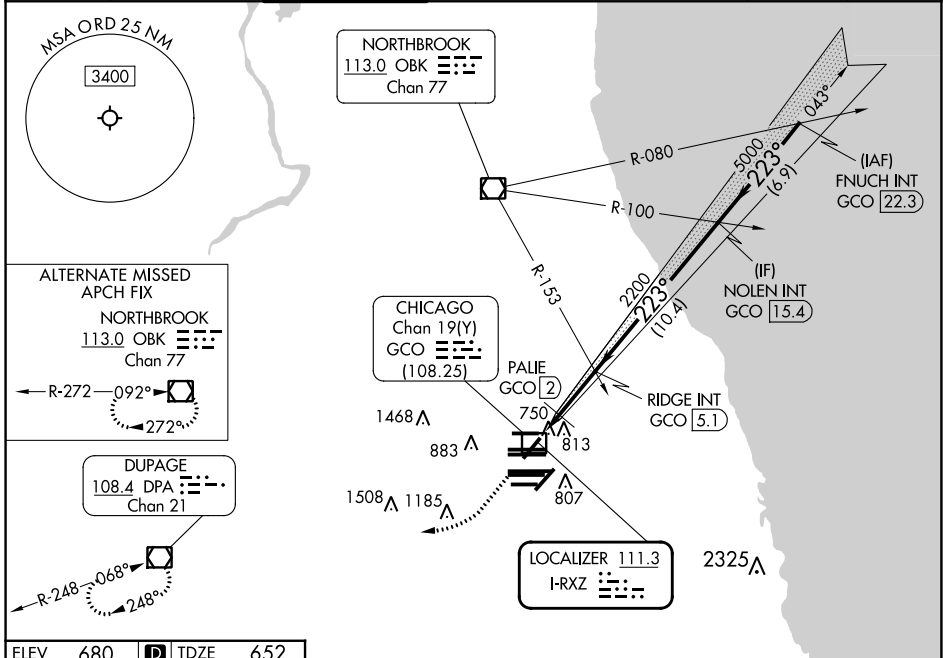 MSA ORD 25 NM
3400
NORTHBROOK
113.0 OBK
Chan 77
R-080
R-100
R-153
5000
043°
223°
(6.9)
(IAF)
FNUCH INT
GCO 22.3
(IF)
NOLEN INT
GCO 15.4
2200
223°
(10.4)
RIDGE INT
GCO 5.1
ALTERNATE MISSED
APCH FIX
NORTHBROOK
113.0 OBK
Chan 77
R-272
092°
272°
CHICAGO
Chan 19(Y)
GCO
(108.25)
PALIE
GCO 2
750
813
1468
883
807
1508
1185
DUPAGE
108.4 DPA
Chan 21
R-248
068°
248°
LOCALIZER 111.3
I-RXZ
2325
ELEV 680 D TDZE 652